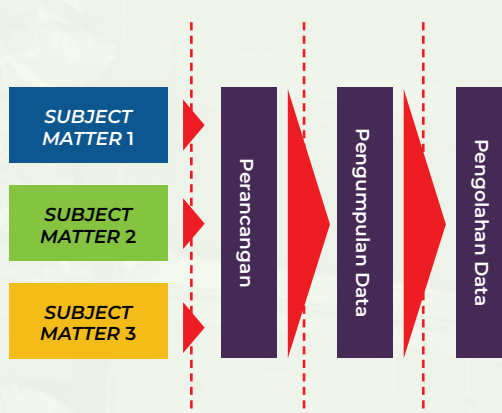 SUBJECT
MATTER 1
SUBJECT
MATTER 2
SUBJECT
MATTER 3
Perancangan
Pengumpulan Data
Pengolahan Data